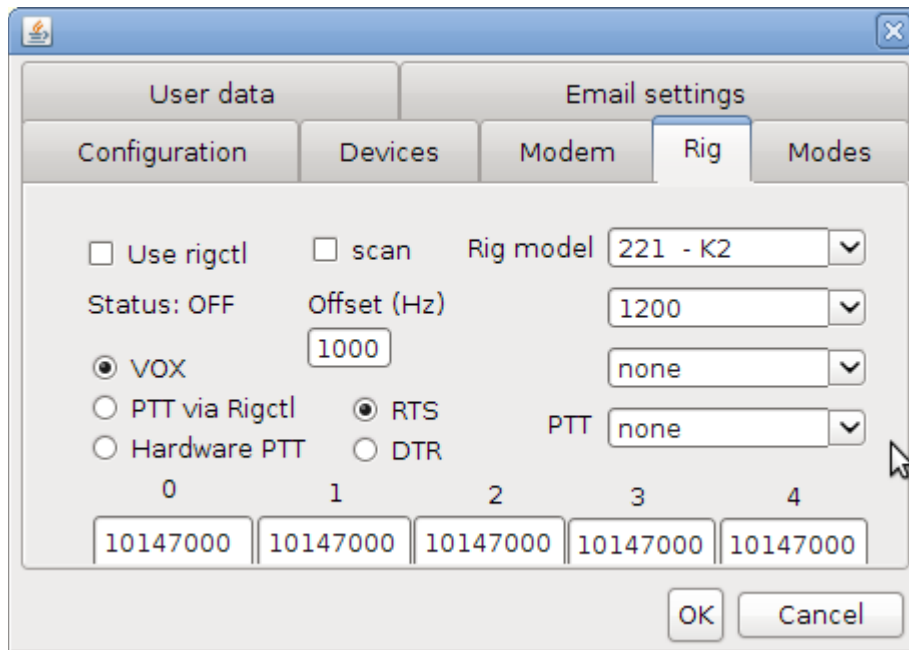 User data Email settings
Configuration Devices Modem Rig Modes
Use rigctl scan Rig model 221 - K2
Status: OFF Offset (Hz) 1200
1000
VOX none
PTT via Rigctl RTS PTT none
Hardware PTT DTR
0 1 2 3 4
10147000 10147000 10147000 10147000 10147000
OK Cancel